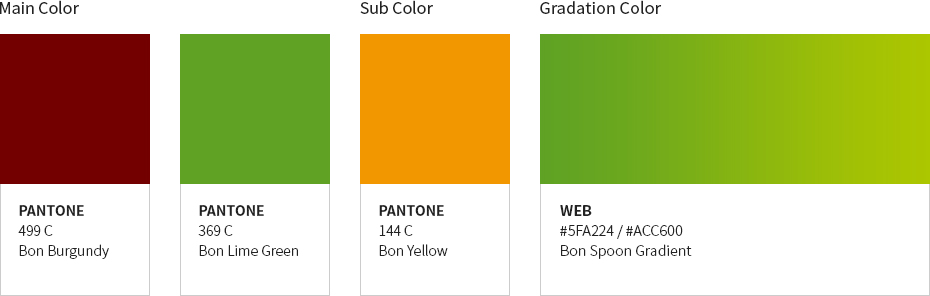 Main Color
Sub Color
Gradation Color
PANTONE
499 C
Bon Burgundy
PANTONE
369 C
Bon Lime Green
PANTONE
144 C
Bon Yellow
WEB
#5FA224 / #ACC600
Bon Spoon Gradient